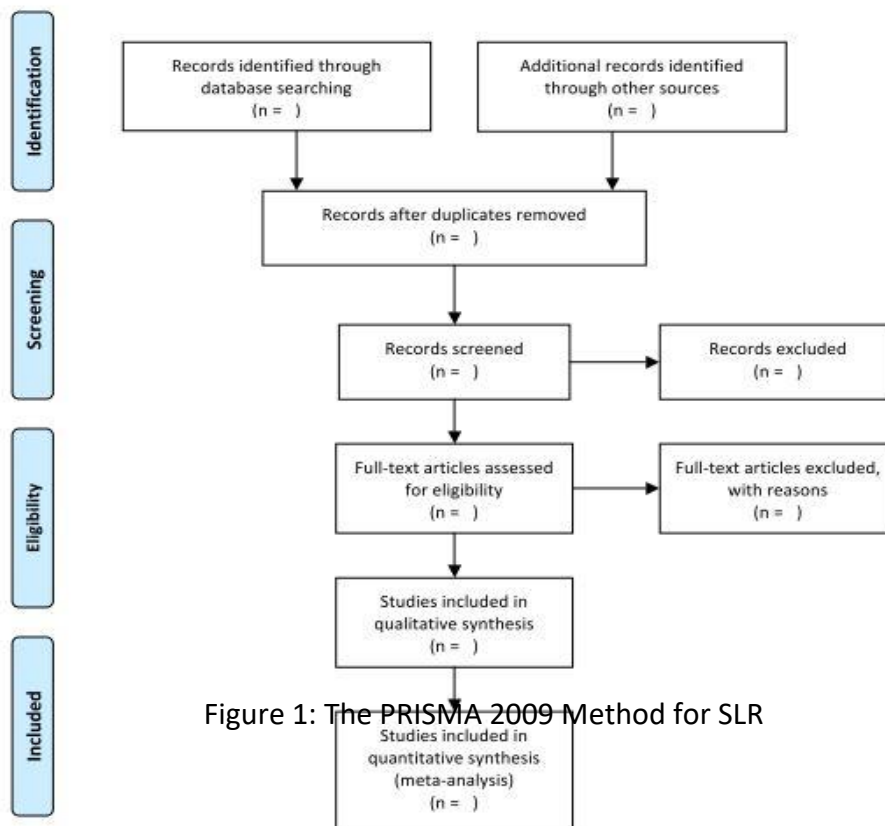 Identification
Records identified through
database searching
(n =   )
Additional records identified
through other sources
(n =   )
Records after duplicates removed
(n =   )
Screening
Records screened
(n =   )
Records excluded
(n =   )
Eligibility
Full-text articles assessed
for eligibility
(n =   )
Full-text articles excluded,
with reasons
(n =   )
Studies included in
qualitative synthesis
(n =   )
Included
Figure 1: The PRISMA 2009 Method for SLR
Studies included in
quantitative synthesis
(meta-analysis)
(n =   )